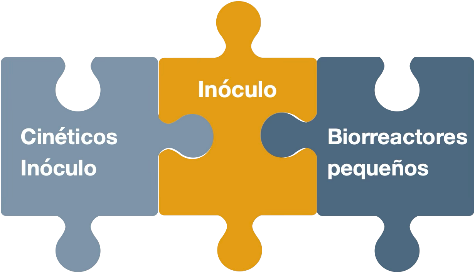 Cinéticos
Inóculo
Inóculo
Biorreactores
pequeños